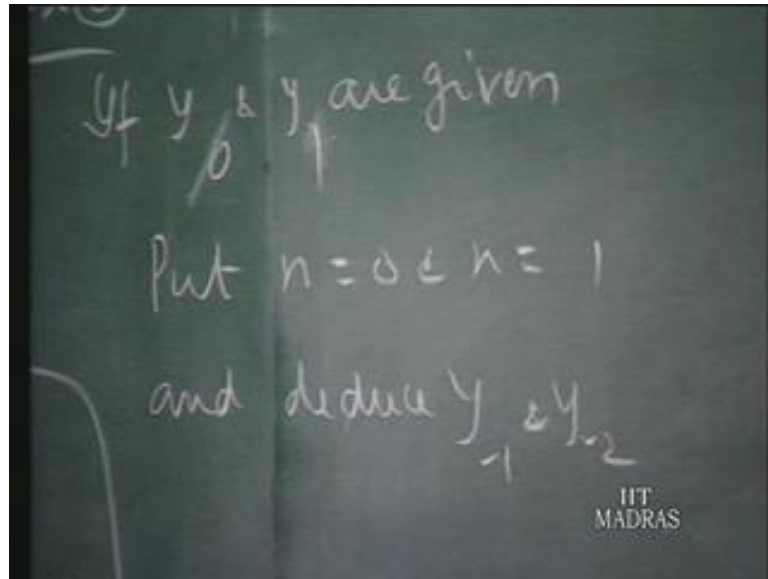 If y₀ & y₁ are given
Put n = 0 & n = 1
and deduce y₋₁ & y₋₂
IIT
MADRAS